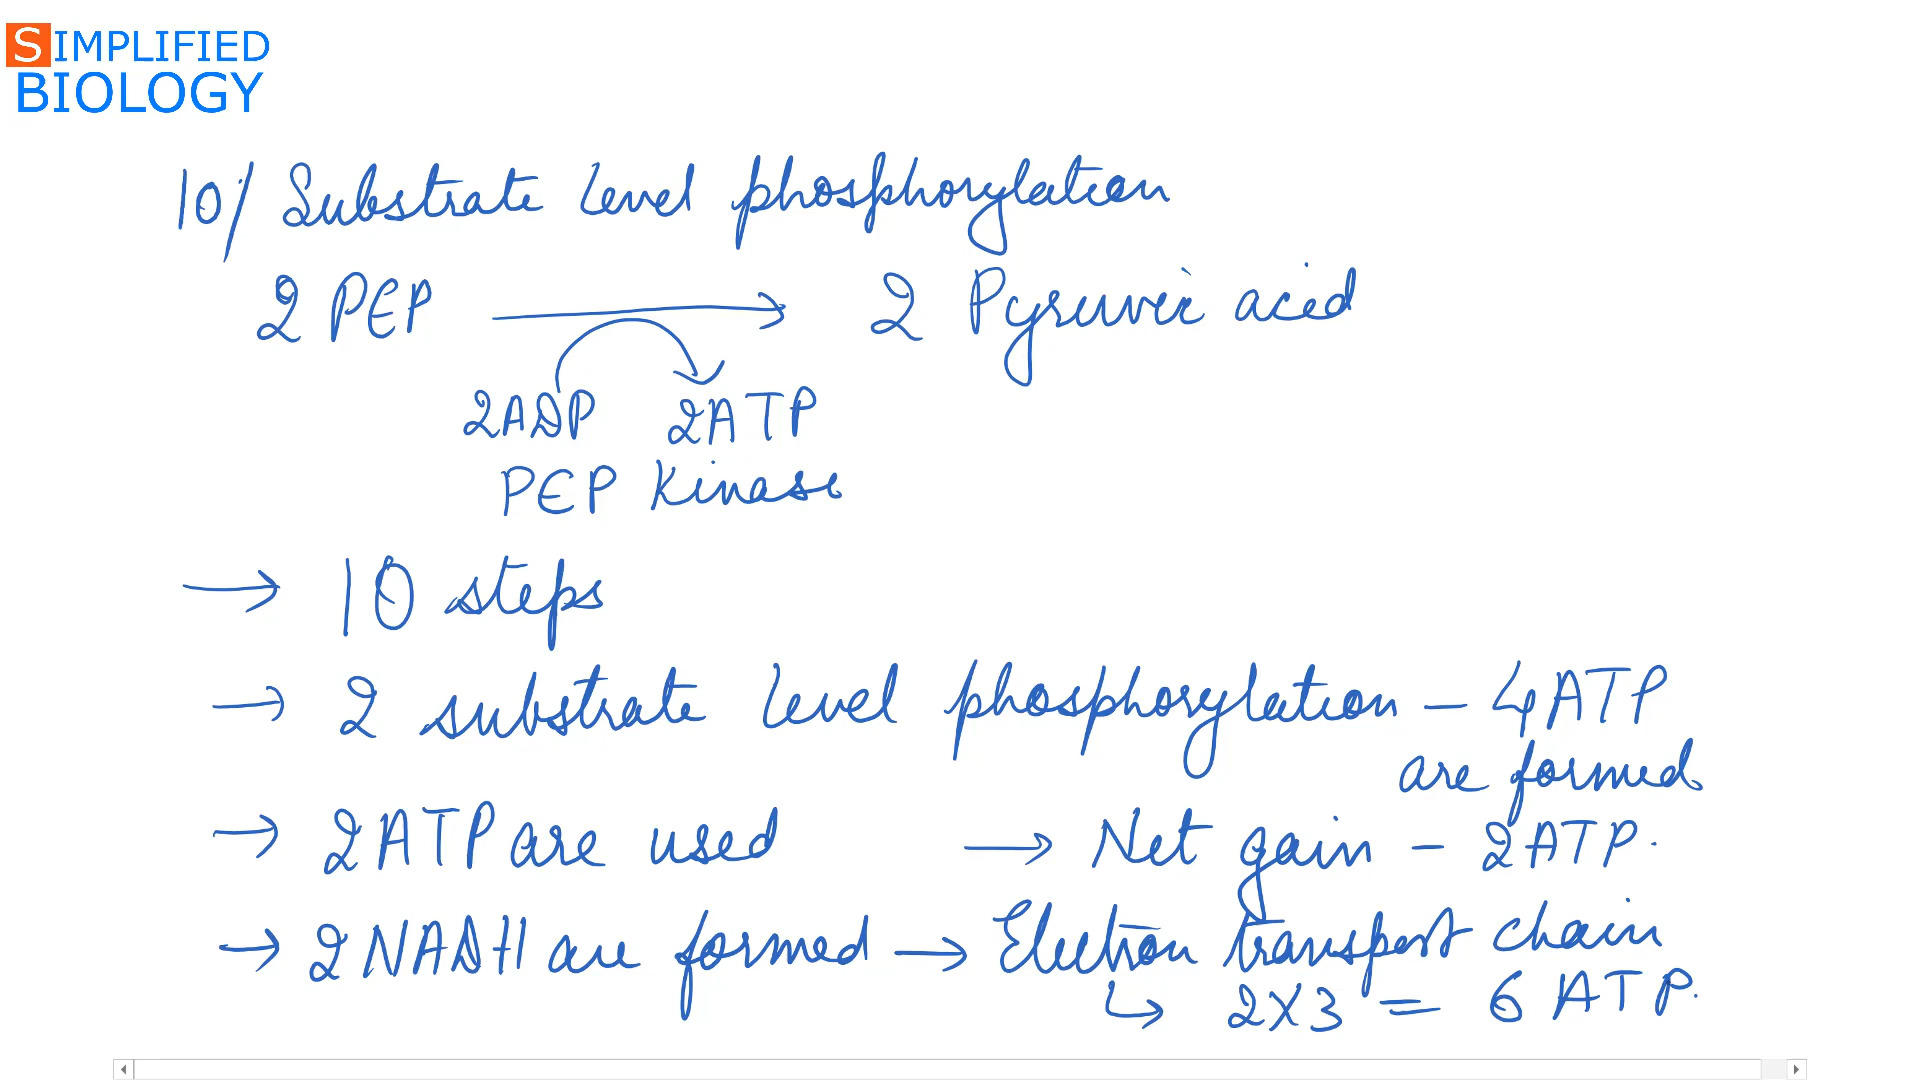 SIMPLIFIED
BIOLOGY
10/ Substrate level phosphorylation
2 PEP → 2 Pyruvic acid
2ADP 2ATP
PEP Kinase
→ 10 steps
→ 2 substrate level phosphorylation – 4ATP
are formed
→ 2ATP are used → Net gain – 2ATP.
→ 2NADH are formed → Electron transport chain
↳ 2X3 = 6 ATP.